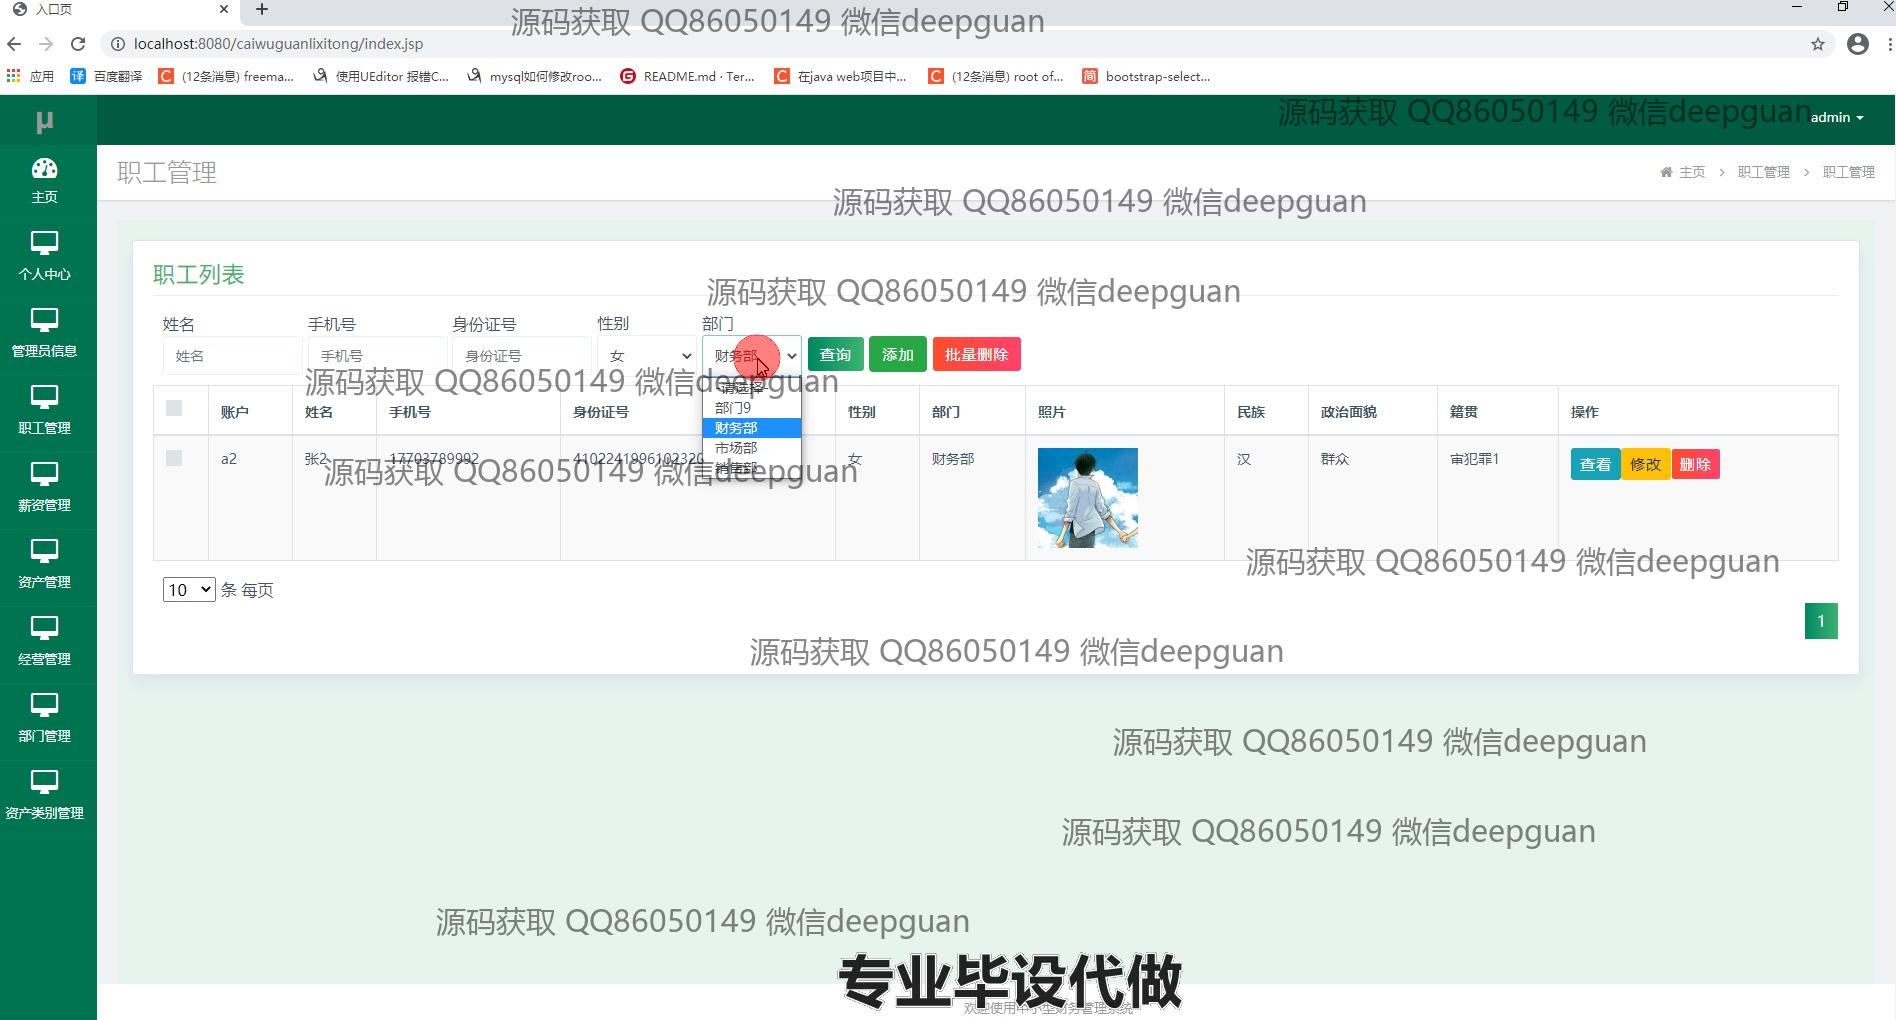 入口页
源码获取 QQ86050149 微信deepguan
localhost:8080/caiwuguanlixitong/index.jsp
应用 百度翻译 (12条消息) freema... 使用UEditor 报错C... mysql如何修改roo... README.md · Ter... 在java web项目中... (12条消息) root of... bootstrap-select...
µ
源码获取 QQ86050149 微信deepguan
admin
职工管理
主页 > 职工管理 > 职工管理
源码获取 QQ86050149 微信deepguan
主页
个人中心
管理员信息
职工管理
薪资管理
资产管理
经营管理
部门管理
资产类别管理
职工列表
源码获取 QQ86050149 微信deepguan
姓名 手机号 身份证号 性别 部门
姓名 手机号 身份证号 女 财务部 查询 添加 批量删除
源码获取 QQ86050149 微信deepguan
-请选择-
部门9
财务部
市场部
销售部
账户 姓名 手机号 身份证号 性别 部门 照片 民族 政治面貌 籍贯 操作
a2 张2 17703789992 4102241996102320 女 财务部 汉 群众 审犯罪1 查看 修改 删除
源码获取 QQ86050149 微信deepguan
源码获取 QQ86050149 微信deepguan
10 条 每页
1
源码获取 QQ86050149 微信deepguan
源码获取 QQ86050149 微信deepguan
源码获取 QQ86050149 微信deepguan
源码获取 QQ86050149 微信deepguan
专业毕设代做
欢迎使用中小型财务管理系统